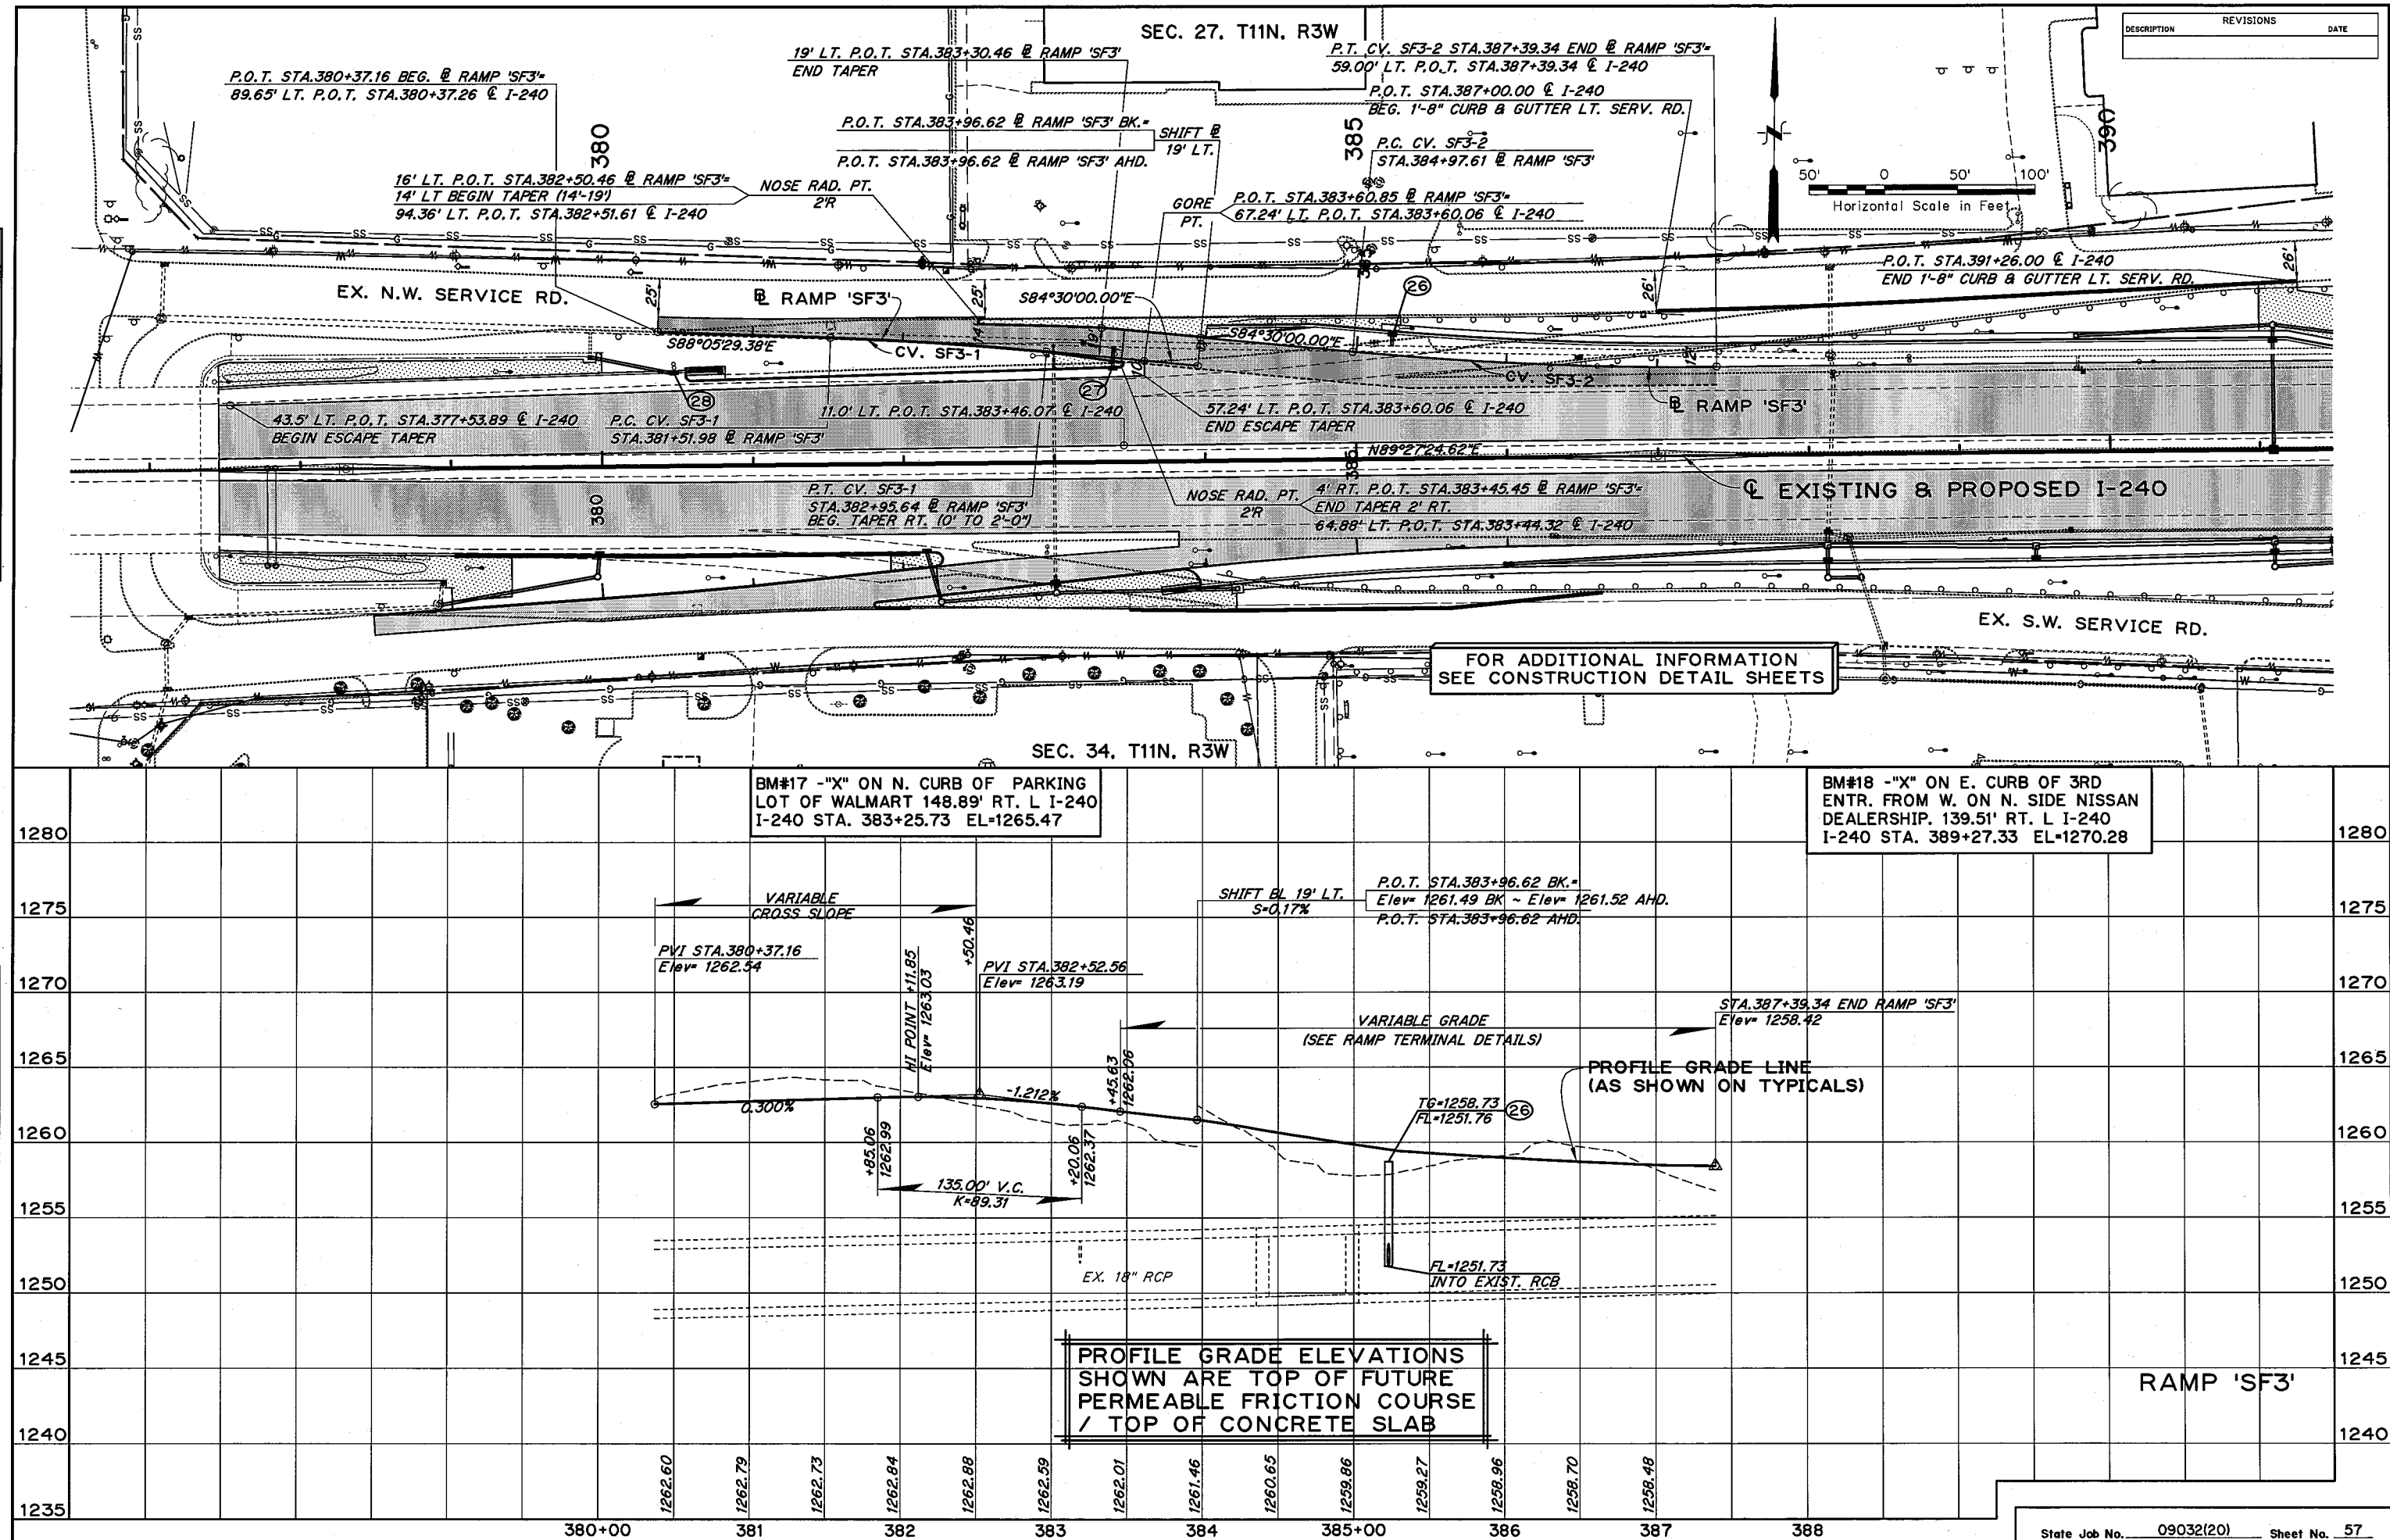 SEC. 27, T11N, R3W
REVISIONS
DESCRIPTION
DATE
P.O.T. STA.380+37.16 BEG. ⅊ RAMP 'SF3'=
89.65' LT. P.O.T. STA.380+37.26 ℄ I-240
19' LT. P.O.T. STA.383+30.46 ⅊ RAMP 'SF3'
END TAPER
P.T. CV. SF3-2 STA.387+39.34 END ⅊ RAMP 'SF3'=
59.00' LT. P.O.T. STA.387+39.34 ℄ I-240
P.O.T. STA.387+00.00 ℄ I-240
BEG. 1'-8" CURB & GUTTER LT. SERV. RD.
P.O.T. STA.383+96.62 ⅊ RAMP 'SF3' BK.=
P.O.T. STA.383+96.62 ⅊ RAMP 'SF3' AHD.
SHIFT ⅊
19' LT.
P.C. CV. SF3-2
STA.384+97.61 ⅊ RAMP 'SF3'
380
385
390
16' LT. P.O.T. STA.382+50.46 ⅊ RAMP 'SF3'=
14' LT BEGIN TAPER (14'-19')
94.36' LT. P.O.T. STA.382+51.61 ℄ I-240
NOSE RAD. PT.
2'R
GORE
PT.
P.O.T. STA.383+60.85 ⅊ RAMP 'SF3'=
67.24' LT. P.O.T. STA.383+60.06 ℄ I-240
N
50' 0 50' 100'
Horizontal Scale in Feet
P.O.T. STA.391+26.00 ℄ I-240
END 1'-8" CURB & GUTTER LT. SERV. RD.
EX. N.W. SERVICE RD.
25'
⅊ RAMP 'SF3'
25'
S84°30'00.00"E
26
26'
26'
S88°05'29.38"E
CV. SF3-1
14'
19'
S84°30'00.00"E
10'
27
28
CV. SF3-2
12'
⅊ RAMP 'SF3'
43.5' LT. P.O.T. STA.377+53.89 ℄ I-240
BEGIN ESCAPE TAPER
P.C. CV. SF3-1
STA.381+51.98 ⅊ RAMP 'SF3'
11.0' LT. P.O.T. STA.383+46.07 ℄ I-240
57.24' LT. P.O.T. STA.383+60.06 ℄ I-240
END ESCAPE TAPER
N89°27'24.62"E
380
385
P.T. CV. SF3-1
STA.382+95.64 ⅊ RAMP 'SF3'
BEG. TAPER RT. (0' TO 2'-0")
NOSE RAD. PT.
2'R
4' RT. P.O.T. STA.383+45.45 ⅊ RAMP 'SF3'=
END TAPER 2' RT.
64.88' LT. P.O.T. STA.383+44.32 ℄ I-240
℄ EXISTING & PROPOSED I-240
EX. S.W. SERVICE RD.
FOR ADDITIONAL INFORMATION
SEE CONSTRUCTION DETAIL SHEETS
SEC. 34, T11N, R3W
BM#17 -"X" ON N. CURB OF PARKING
LOT OF WALMART 148.89' RT. L I-240
I-240 STA. 383+25.73 EL=1265.47
BM#18 -"X" ON E. CURB OF 3RD
ENTR. FROM W. ON N. SIDE NISSAN
DEALERSHIP. 139.51' RT. L I-240
I-240 STA. 389+27.33 EL=1270.28
1280 1280
1275 1275
1270 1270
1265 1265
1260 1260
1255 1255
1250 1250
1245 1245
1240 1240
1235
VARIABLE
CROSS SLOPE
SHIFT BL 19' LT.
S=0.17%
P.O.T. STA.383+96.62 BK.=
Elev= 1261.49 BK ~ Elev= 1261.52 AHD.
P.O.T. STA.383+96.62 AHD.
PVI STA.380+37.16
Elev= 1262.54
HI POINT +11.85
Elev= 1263.03
+50.46
PVI STA.382+52.56
Elev= 1263.19
STA.387+39.34 END RAMP 'SF3'
Elev= 1258.42
VARIABLE GRADE
(SEE RAMP TERMINAL DETAILS)
+45.63
1262.06
PROFILE GRADE LINE
(AS SHOWN ON TYPICALS)
0.300%
-1.212%
TG=1258.73
FL=1251.76
26
+85.06
1262.99
+20.06
1262.37
135.00' V.C.
K=89.31
EX. 18" RCP
FL=1251.73
INTO EXIST. RCB
PROFILE GRADE ELEVATIONS
SHOWN ARE TOP OF FUTURE
PERMEABLE FRICTION COURSE
/ TOP OF CONCRETE SLAB
RAMP 'SF3'
1262.60 1262.79 1262.73 1262.84 1262.88 1262.59 1262.01 1261.46 1260.65 1259.86 1259.27 1258.96 1258.70 1258.48
380+00 381 382 383 384 385+00 386 387 388
State Job No. 09032(20) Sheet No. 57